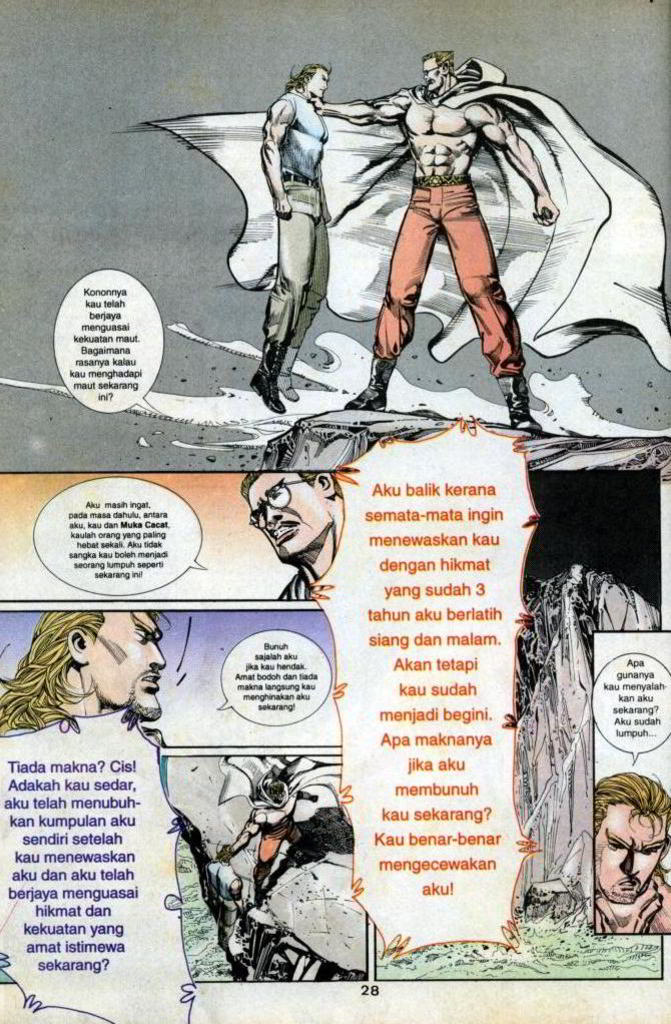 Kononnya
kau telah
berjaya
menguasai
kekuatan maut.
Bagaimana
rasanya kalau
kau menghadapi
maut sekarang
ini?
Aku masih ingat,
pada masa dahulu, antara
aku, kau dan Muka Cacat,
kaulah orang yang paling
hebat sekali. Aku tidak
sangka kau boleh menjadi
seorang lumpuh seperti
sekarang ini!
Aku balik kerana
semata-mata ingin
menewaskan kau
dengan hikmat
yang sudah 3
tahun aku berlatih
siang dan malam.
Akan tetapi
kau sudah
menjadi begini.
Apa maknanya
jika aku
membunuh
kau sekarang?
Kau benar-benar
mengecewakan
aku!
Bunuh
sajalah aku
jika kau hendak.
Amat bodoh dan tiada
makna langsung kau
menghinakan aku
sekarang!
Apa
gunanya
kau menyalah-
kan aku
sekarang?
Aku sudah
lumpuh...
Tiada makna? Cis!
Adakah kau sedar,
aku telah menubuh-
kan kumpulan aku
sendiri setelah
kau menewaskan
aku dan aku telah
berjaya menguasai
hikmat dan
kekuatan yang
amat istimewa
sekarang?
28